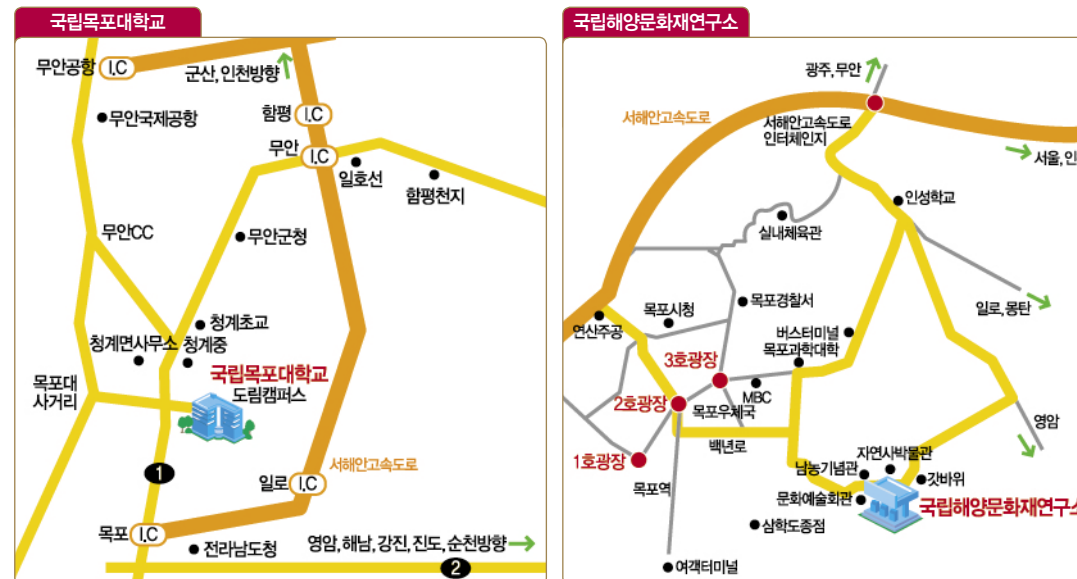 국립목포대학교
무안공항
I.C
군산, 인천방향
함평
I.C
무안국제공항
무안
I.C
일호선
함평천지
무안CC
무안군청
청계초교
청계면사무소
청계중
국립목포대학교
도림캠퍼스
목포대
사거리
1
서해안고속도로
일로
I.C
목포
I.C
전라남도청
영암, 해남, 강진, 진도, 순천방향
2
국립해양문화재연구소
광주, 무안
서해안고속도로
서해안고속도로
인터체인지
서울, 인
인성학교
실내체육관
일로, 몽탄
목포경찰서
목포시청
연산주공
버스터미널
목포과학대학
3호광장
MBC
2호광장
목포우체국
영암
백년로
1호광장
자연사박물관
남농기념관
갓바위
목포역
문화예술회관
국립해양문화재연구소
삼학도종점
여객터미널